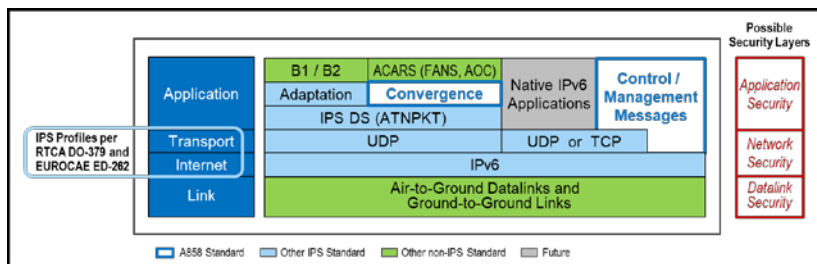 Possible
Security Layers
Application
B1 / B2
ACARS (FANS, AOC)
Native IPv6
Applications
Control /
Management
Messages
Application
Security
Adaptation
Convergence
IPS DS (ATNPKT)
IPS Profiles per
RTCA DO-379 and
EUROCAE ED-262
Transport
UDP
UDP or TCP
Network
Security
Internet
IPv6
Link
Air-to-Ground Datalinks and
Ground-to-Ground Links
Datalink
Security
A858 Standard
Other IPS Standard
Other non-IPS Standard
Future